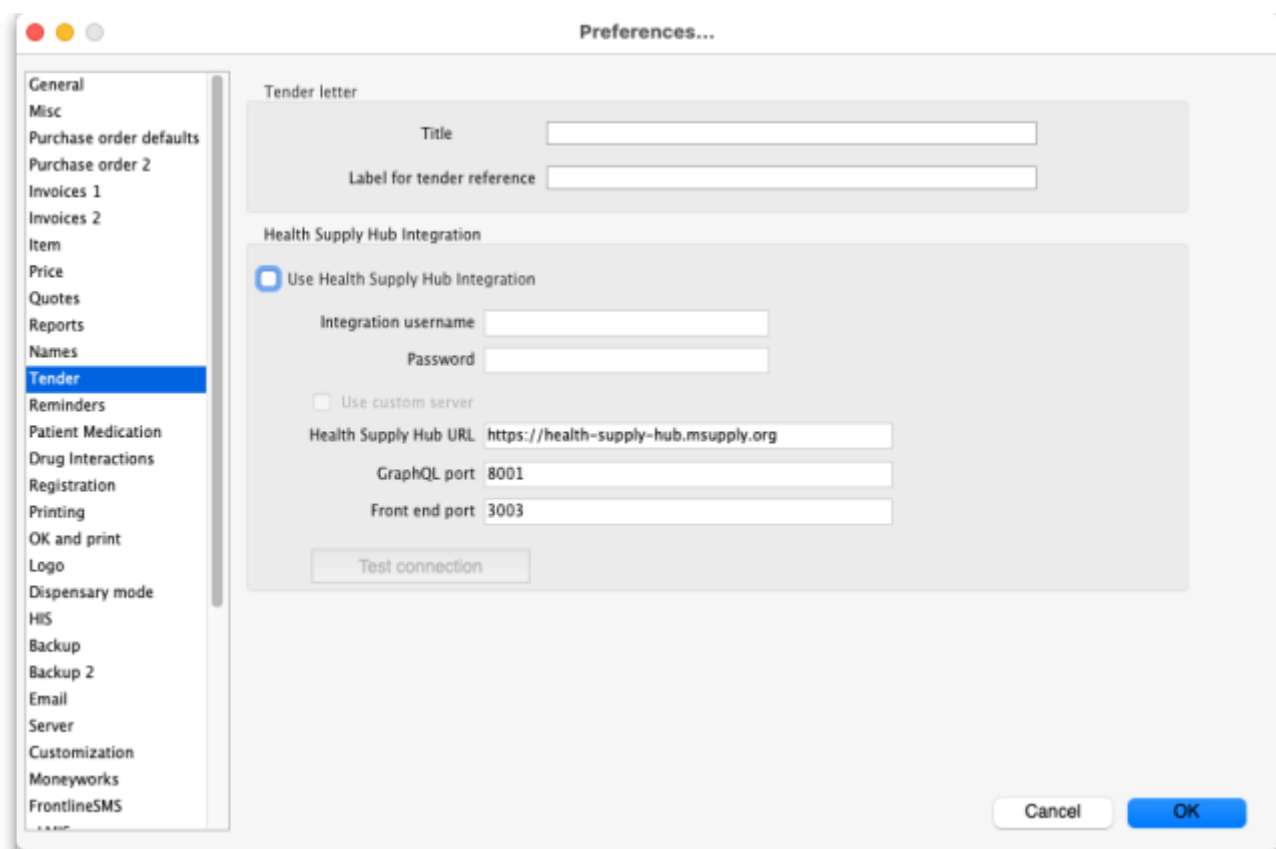 Preferences...
General
Misc
Purchase order defaults
Purchase order 2
Invoices 1
Invoices 2
Item
Price
Quotes
Reports
Names
Tender
Reminders
Patient Medication
Drug Interactions
Registration
Printing
OK and print
Logo
Dispensary mode
HIS
Backup
Backup 2
Email
Server
Customization
Moneyworks
FrontlineSMS
Tender letter
Title
Label for tender reference
Health Supply Hub Integration
Use Health Supply Hub Integration
Integration username
Password
Use custom server
Health Supply Hub URL https://health-supply-hub.msupply.org
GraphQL port 8001
Front end port 3003
Test connection
Cancel OK